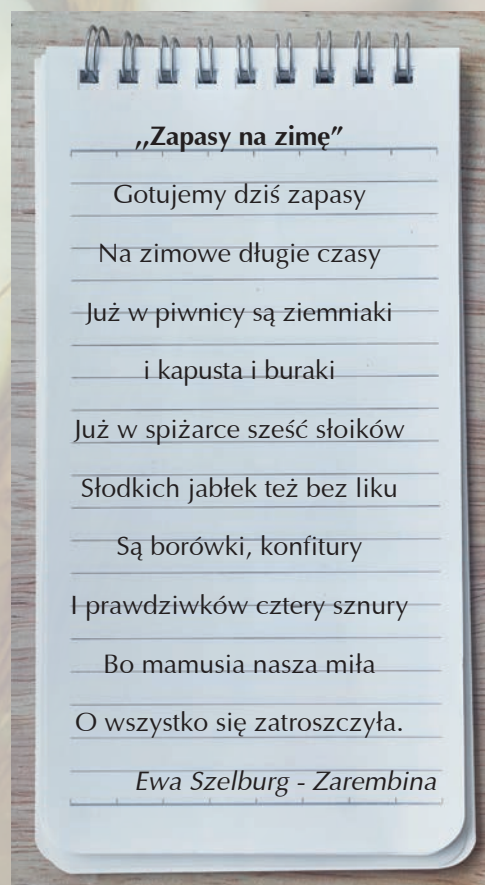 ,,Zapasy na zimę”
Gotujemy dziś zapasy
Na zimowe długie czasy
Już w piwnicy są ziemniaki
i kapusta i buraki
Już w spiżarce sześć słoików
Słodkich jabłek też bez liku
Są borówki, konfitury
I prawdziwków cztery sznury
Bo mamusia nasza miła
O wszystko się zatroszczyła.
Ewa Szelburg - Zarembina